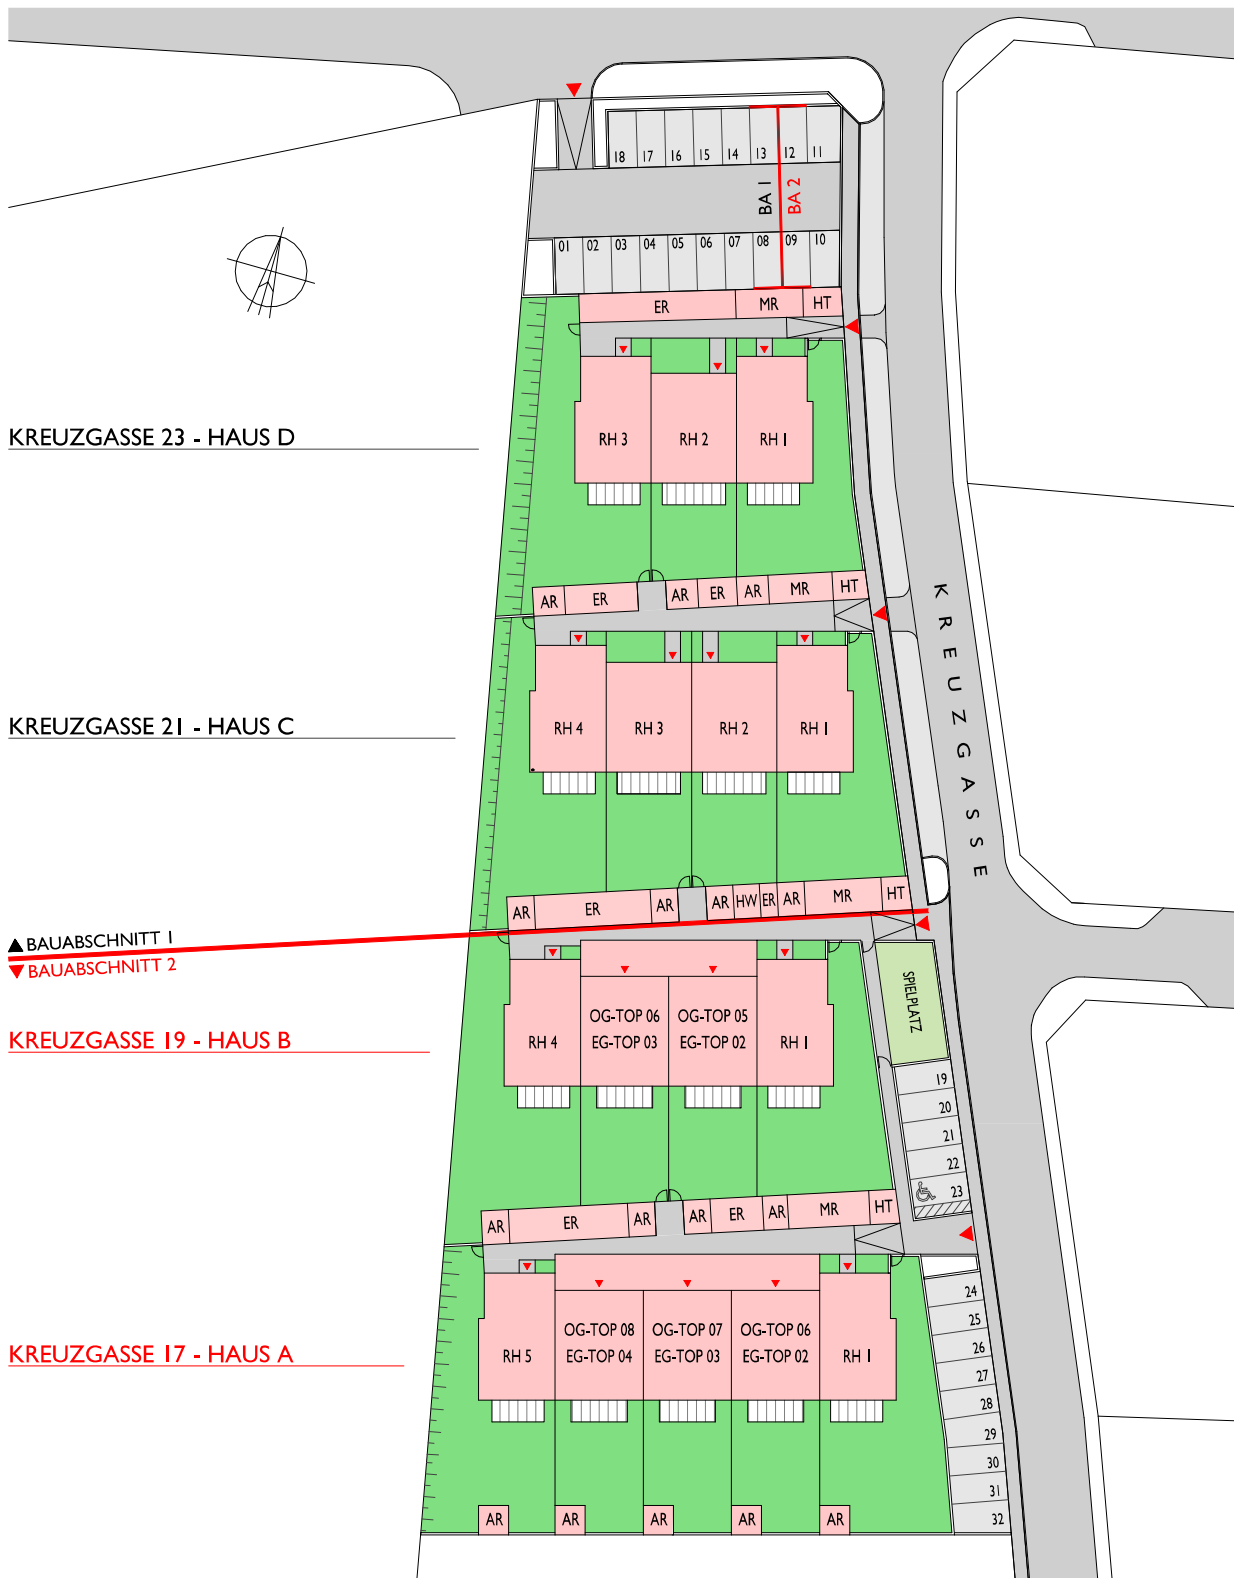 18 17 16 15 14 13 12 11
BA 1
BA 2
01 02 03 04 05 06 07 08 09 10
ER MR HT
KREUZGASSE 23 - HAUS D
RH 3 RH 2 RH 1
AR ER AR ER AR MR HT
KREUZGASSE
KREUZGASSE 21 - HAUS C
RH 4 RH 3 RH 2 RH 1
AR ER AR AR HW ER AR MR HT
BAUABSCHNITT 1
BAUABSCHNITT 2
SPIELPLATZ
OG-TOP 06 OG-TOP 05
KREUZGASSE 19 - HAUS B
RH 4 EG-TOP 03 EG-TOP 02 RH 1
19
20
21
22
23
AR ER AR AR ER AR MR HT
24
25
26
27
28
29
30
31
32
OG-TOP 08 OG-TOP 07 OG-TOP 06
KREUZGASSE 17 - HAUS A
RH 5 EG-TOP 04 EG-TOP 03 EG-TOP 02 RH 1
AR AR AR AR AR